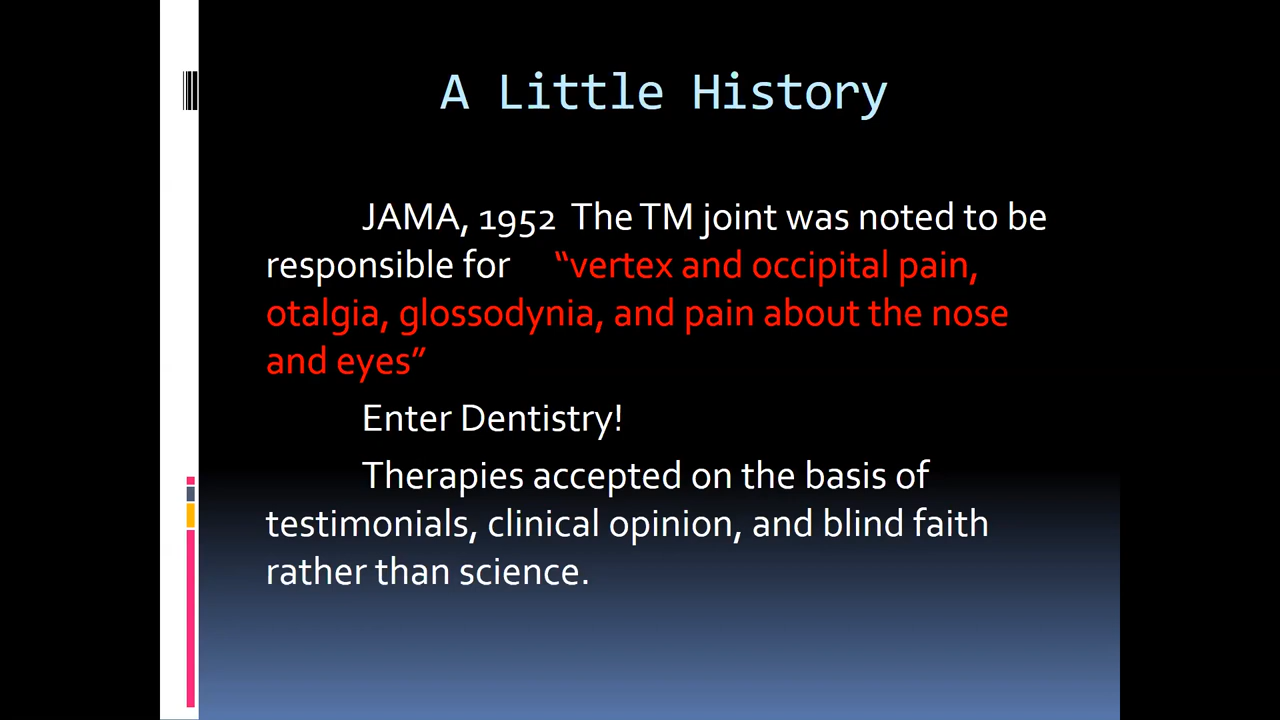 A Little History
JAMA, 1952 The TM joint was noted to be
responsible for “vertex and occipital pain,
otalgia, glossodynia, and pain about the nose
and eyes”
Enter Dentistry!
Therapies accepted on the basis of
testimonials, clinical opinion, and blind faith
rather than science.